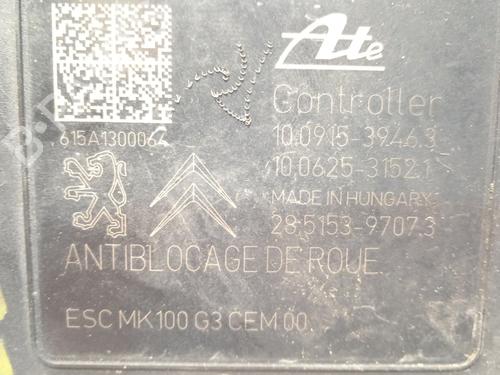 Ate
Controller
615A1300064
10.0915-3946.3
10.0625-3152.1
MADE IN HUNGARY
28.5153-9707.3
ANTIBLOCAGE DE ROUE
ESC MK100 G3 CEM 00